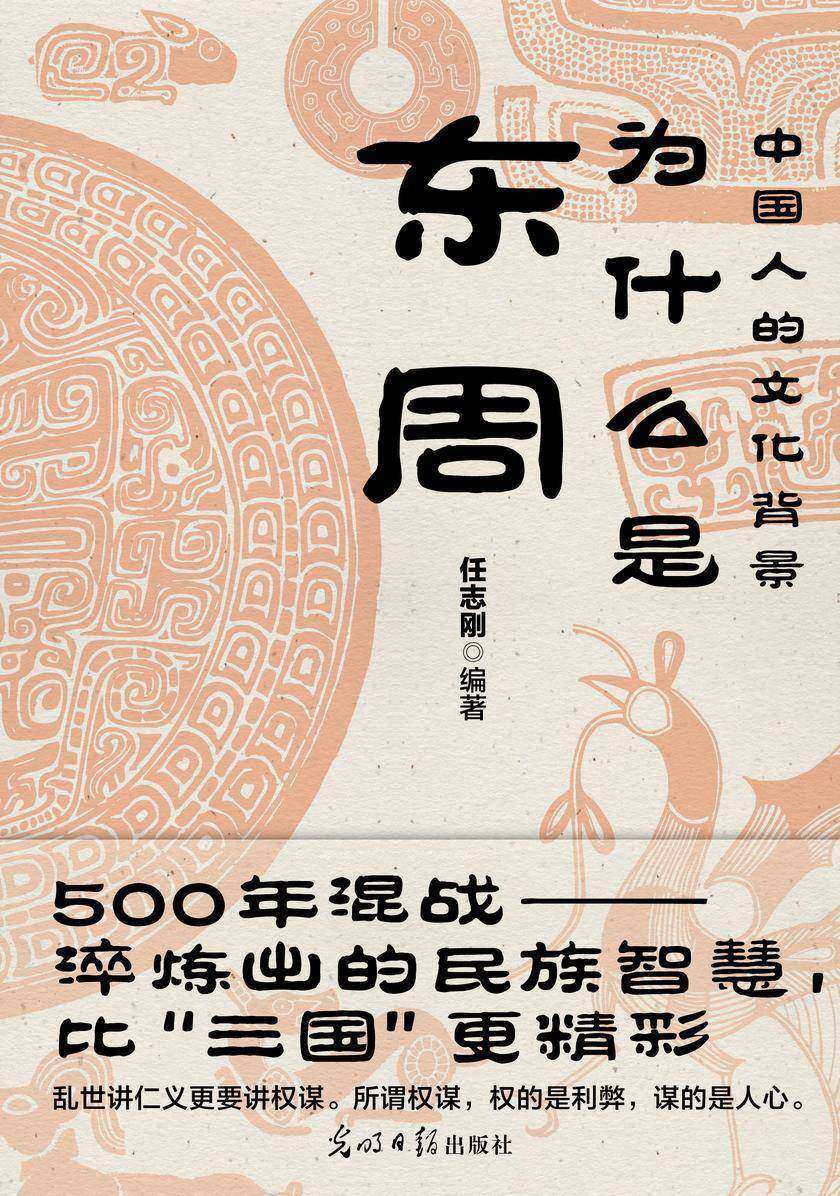 中国人的文化背景
为什么是
东周
任志刚◎编著
500年混战——
淬炼出的民族智慧，
比“三国”更精彩
乱世讲仁义更要讲权谋。所谓权谋，权的是利弊，谋的是人心。
光明日报出版社